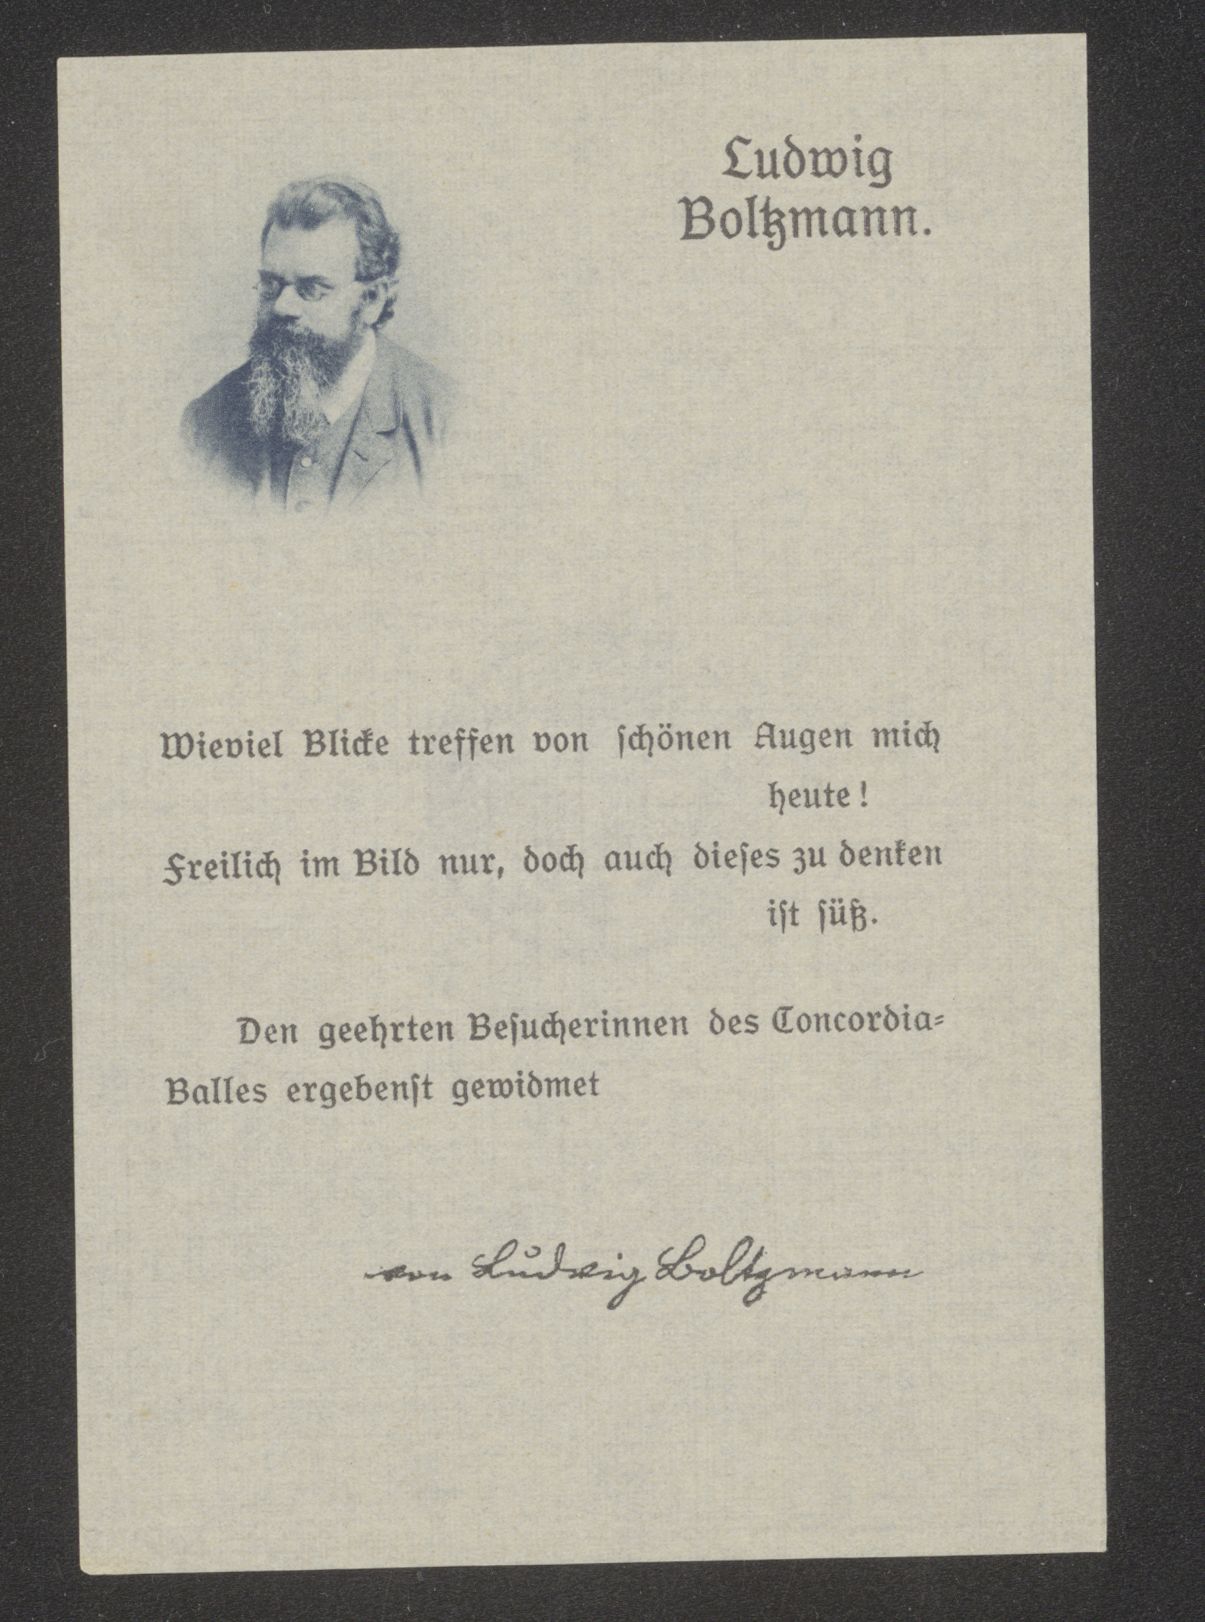 Ludwig
Boltzmann.
Wieviel Blicke treffen von schönen Augen mich
heute!
Freilich im Bild nur, doch auch dieses zu denken
ist süß.
Den geehrten Besucherinnen des Concordia-
Balles ergebenst gewidmet
von Ludwig Boltzmann